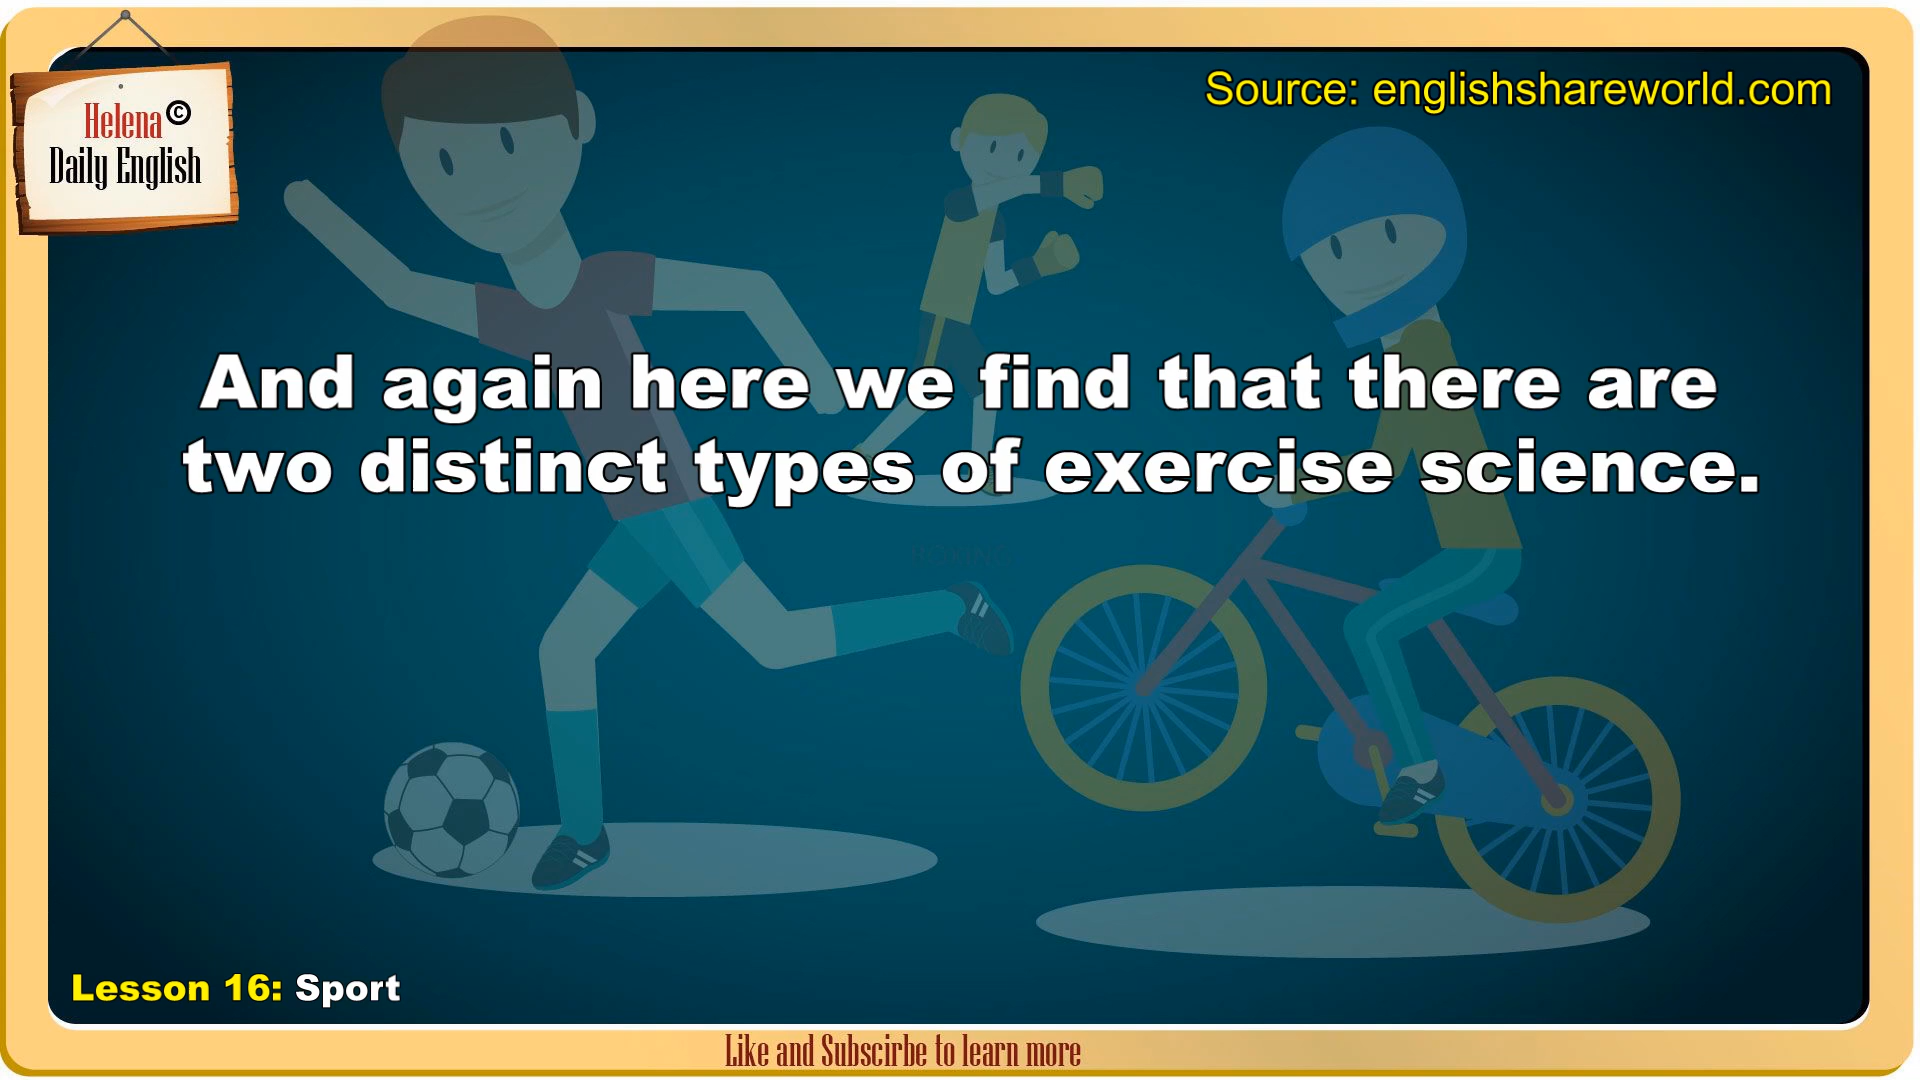 Helena ©
Daily English
Source: englishshareworld.com
And again here we find that there are
two distinct types of exercise science.
BOXING
Lesson 16: Sport
Like and Subscirbe to learn more